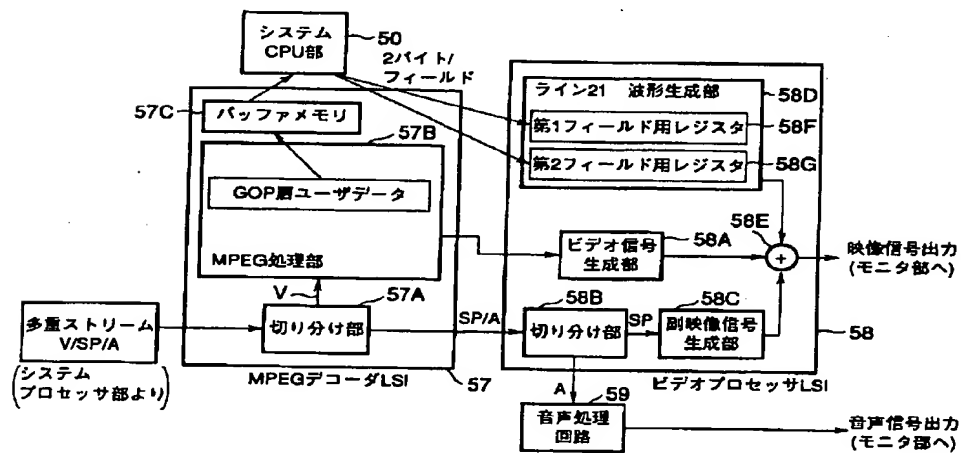 システム
CPU部
50
2バイト/
フィールド
57C
バッファメモリ
57B
GOP層ユーザデータ
MPEG処理部
V
57A
切り分け部
多重ストリーム
V/SP/A
(システム
プロセッサ部より)
MPEGデコーダLSI
57
SP/A
ライン21 波形生成部
58D
第1フィールド用レジスタ
58F
第2フィールド用レジスタ
58G
58E
ビデオ信号
生成部
58A
+
映像信号出力
(モニタ部へ)
58B
切り分け部
SP
58C
副映像信号
生成部
58
ビデオプロセッサLSI
A
59
音声処理
回路
音声信号出力
(モニタ部へ)